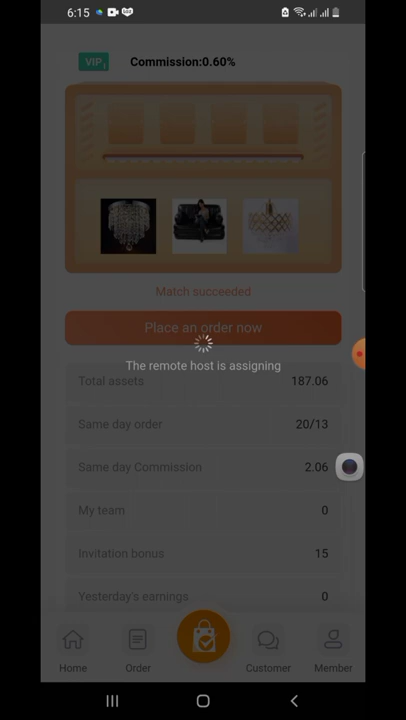 6:15
VIP1
Commission:0.60%
Match succeeded
Place an order now
The remote host is assigning
Total assets 187.06
Same day order 20/13
Same day Commission 2.06
My team 0
Invitation bonus 15
Yesterday's earnings 0
Home Order Customer Member